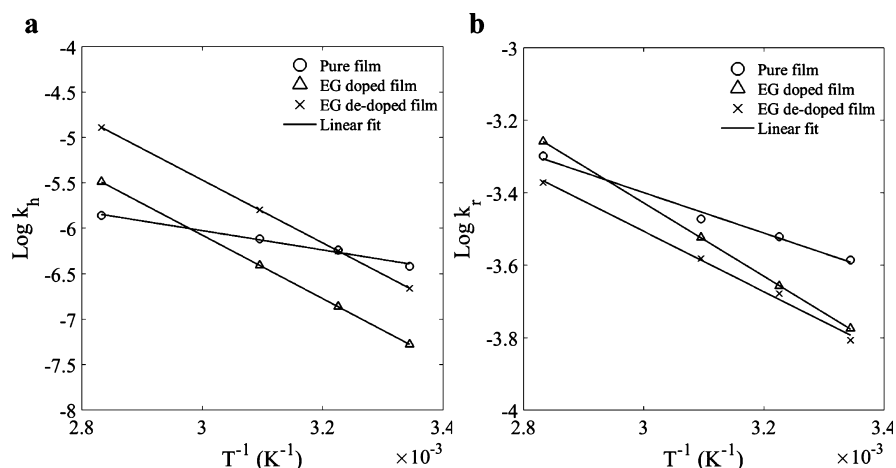 a
-4
-4.5
-5
-5.5
-6
-6.5
-7
-7.5
-8
Log k_h
Pure film
EG doped film
EG de-doped film
Linear fit
2.8
3
3.2
3.4
T^-1 (K^-1)
×10^-3
b
-3
-3.2
-3.4
-3.6
-3.8
-4
Log k_r
Pure film
EG doped film
EG de-doped film
Linear fit
2.8
3
3.2
3.4
T^-1 (K^-1)
×10^-3